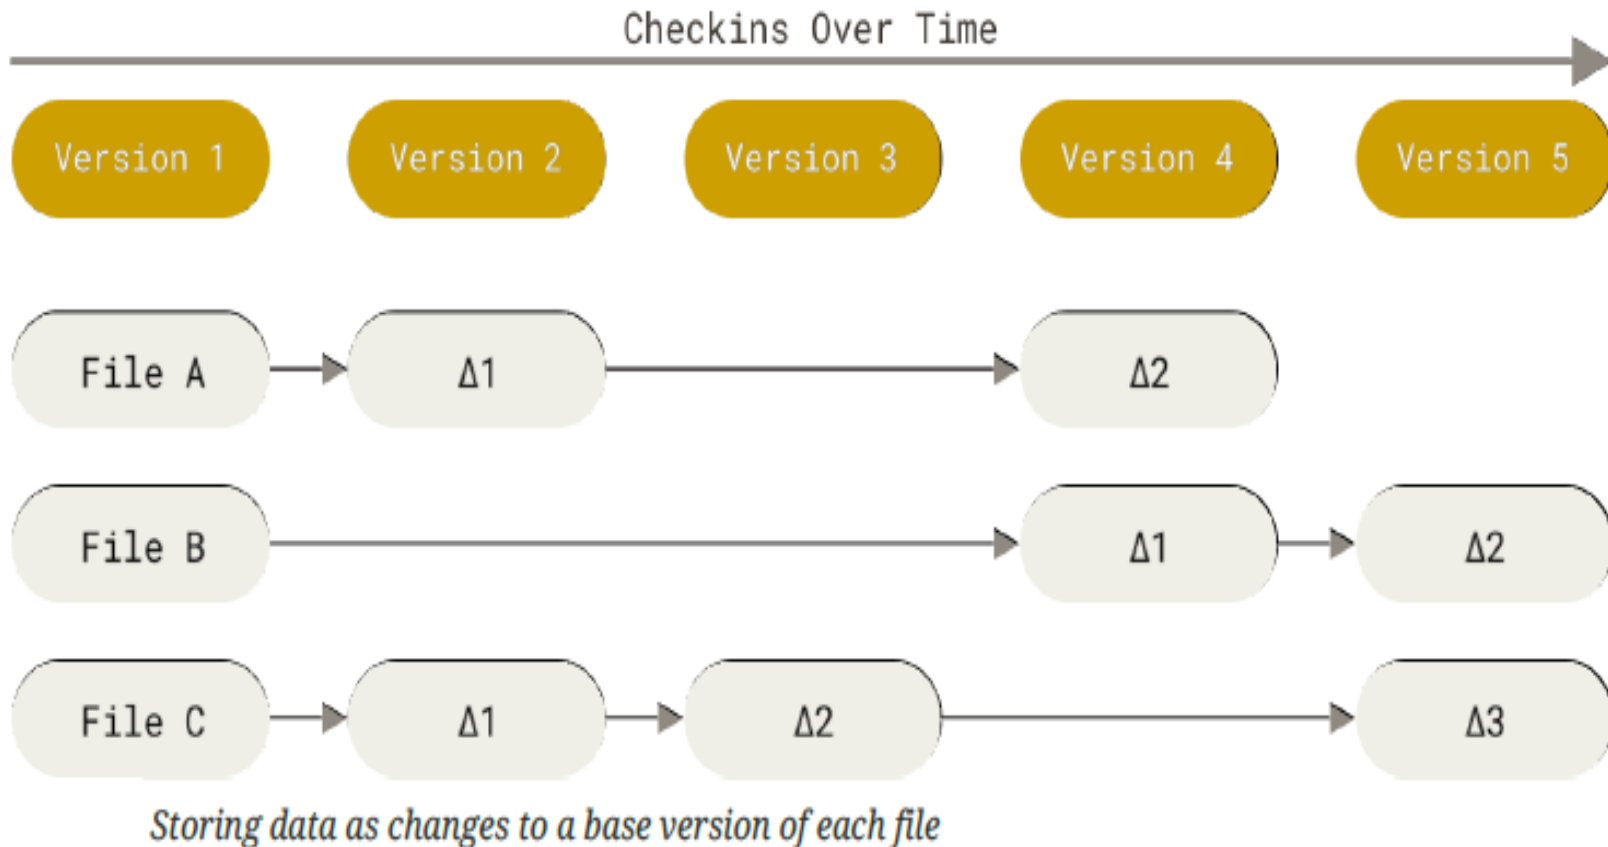 Checkins Over Time
Version 1 Version 2 Version 3 Version 4 Version 5
File A Δ1 Δ2
File B Δ1 Δ2
File C Δ1 Δ2 Δ3
Storing data as changes to a base version of each file